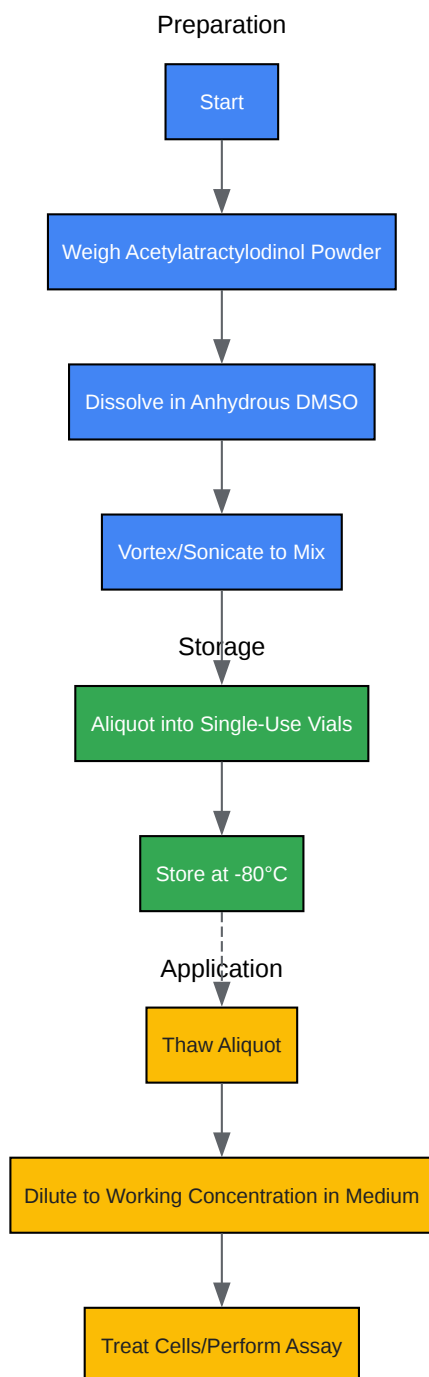 Preparation
Start
Weigh Acetylatractylodinol Powder
Dissolve in Anhydrous DMSO
Vortex/Sonicate to Mix
Storage
Aliquot into Single-Use Vials
Store at -80°C
Application
Thaw Aliquot
Dilute to Working Concentration in Medium
Treat Cells/Perform Assay